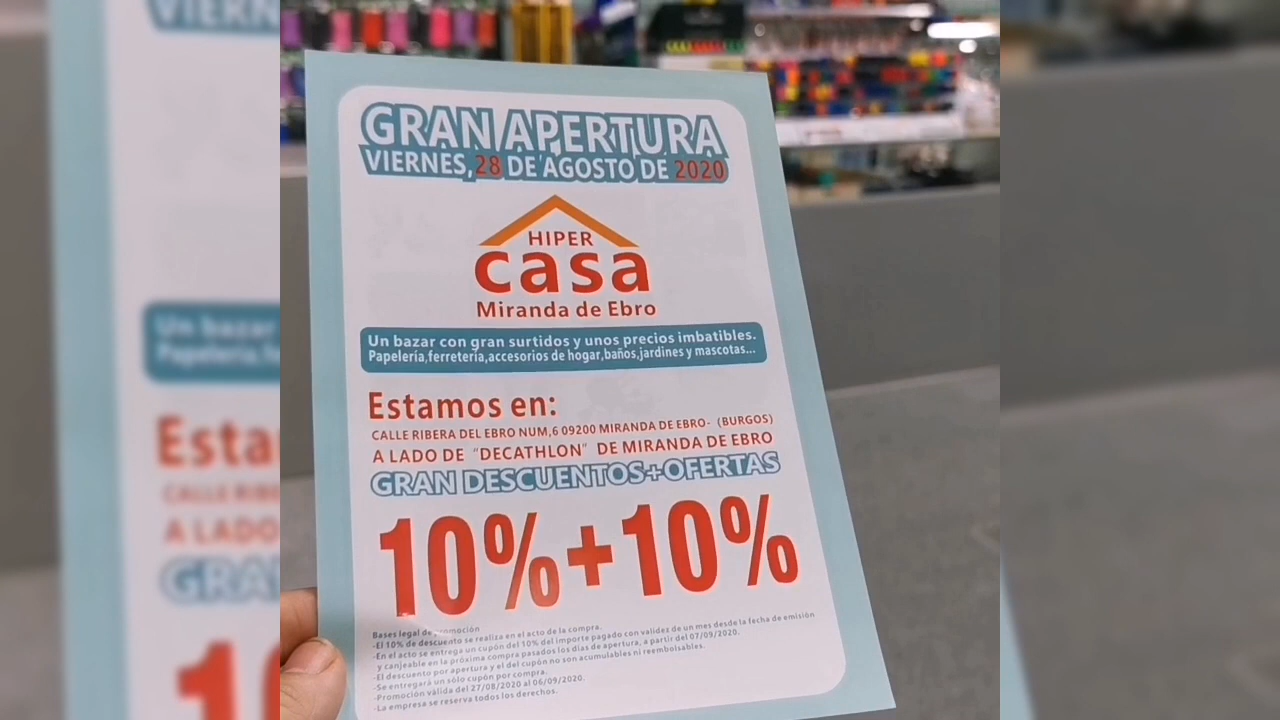 GRAN APERTURA
VIERNES, 28 DE AGOSTO DE 2020
HIPER
casa
Miranda de Ebro
Un bazar con gran surtidos y unos precios imbatibles.
Papelería,ferretería,accesorios de hogar,baños,jardines y mascotas...
Estamos en:
CALLE RIBERA DEL EBRO NUM,6 09200 MIRANDA DE EBRO- (BURGOS)
A LADO DE "DECATHLON" DE MIRANDA DE EBRO
GRAN DESCUENTOS+OFERTAS
10%+10%
Bases legal de promoción
-El 10% de descuento se realiza en el acto de la compra.
-En el acto se entrega un cupón del 10% del importe pagado con validez de un mes desde la fecha de emisión
y canjeable en la próxima compra pasados los días de apertura, a partir del 07/09/2020.
-El descuento por apertura y el del cupón no son acumulables ni reembolsables.
-Se entregará un sólo cupón por compra.
-Promoción válida del 27/08/2020 al 06/09/2020.
-La empresa se reserva todos los derechos.